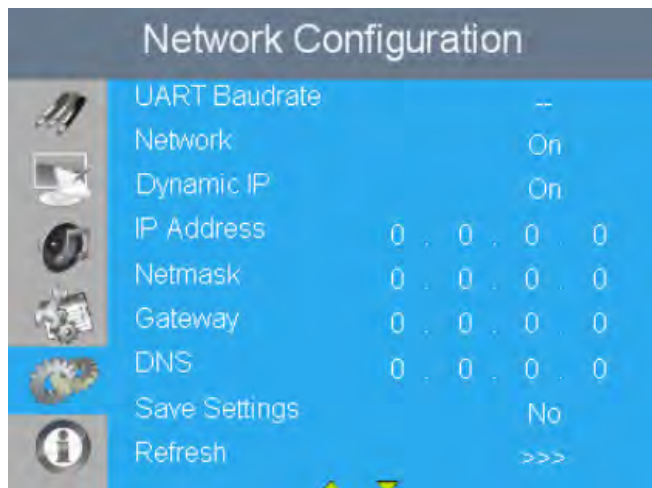 Network Configuration
UART Baudrate --
Network On
Dynamic IP On
IP Address 0 . 0 . 0 . 0
Netmask 0 . 0 . 0 . 0
Gateway 0 . 0 . 0 . 0
DNS 0 . 0 . 0 . 0
Save Settings No
Refresh >>>